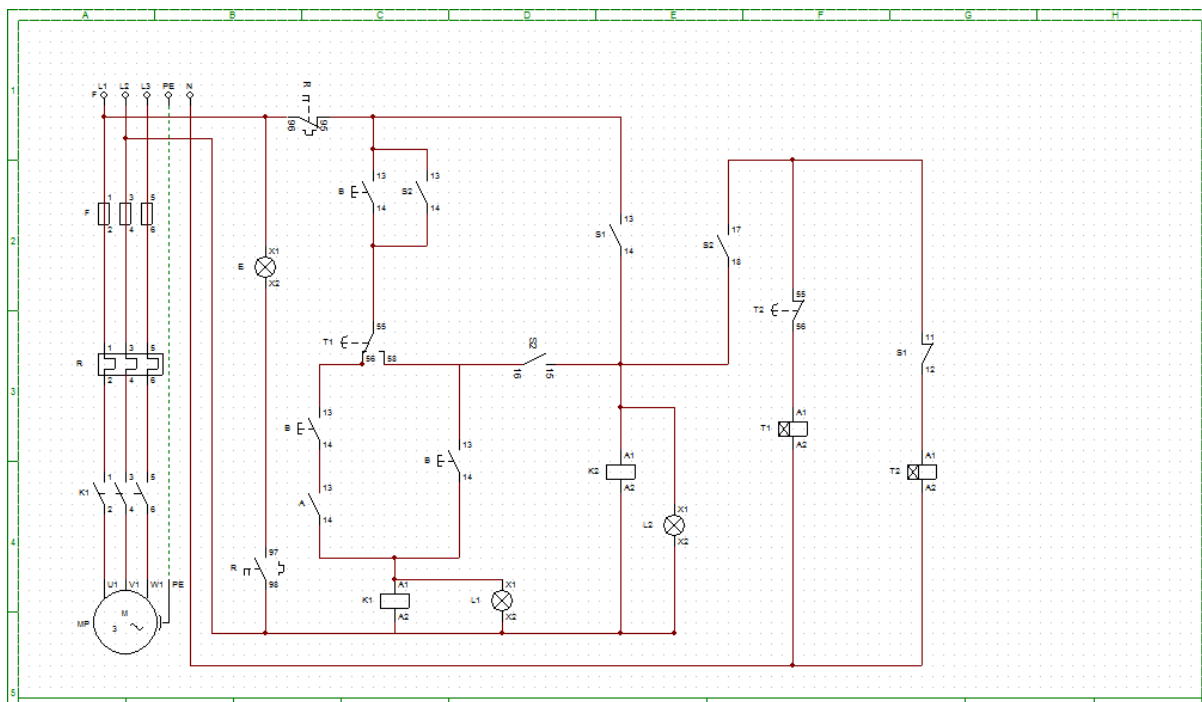 A B C D E F G H
1
2
3
4
5
L1 L2 L3 PE N
F
R
96 95
13 13
B S2
14 14
1 3 5
F
2 4 6
X1
E
X2
13
S1
14
17
S2
18
55
T2
56
55
T1
56 58
S2
16 15
11
S1
12
1 3 5
R
2 4 6
13
B
14
13
B
14
A1
T1
A2
A1
K2
A2
A1
T2
A2
1 3 5
K1
2 4 6
13
A
14
X1
L2
X2
97
R
98
U1 V1 W1 PE
M
MP 3
A1
K1
A2
X1
L1
X2